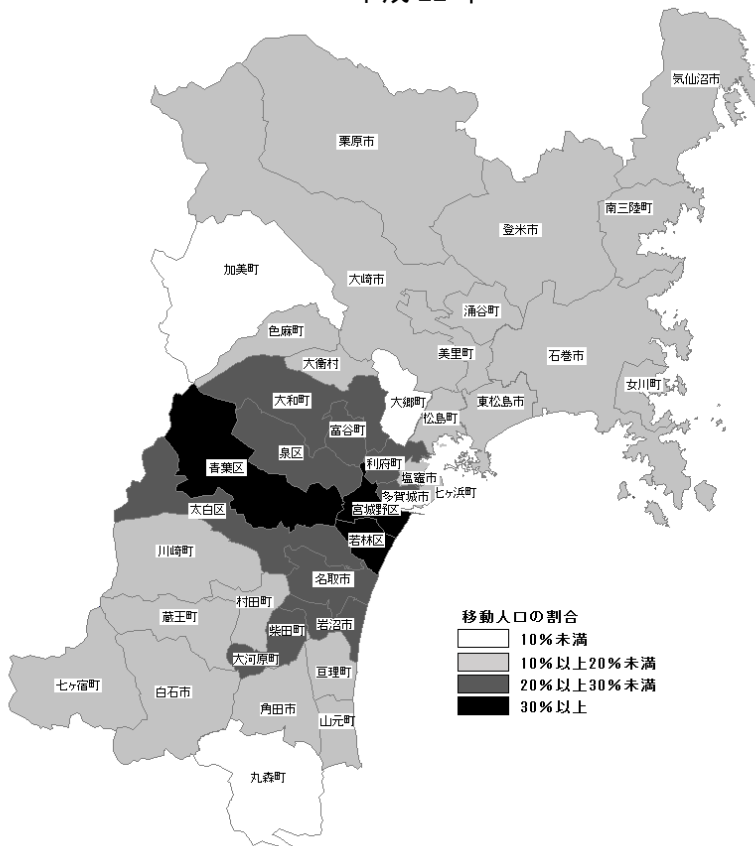 気仙沼市
栗原市
南三陸町
登米市
加美町
大崎市
涌谷町
色麻町
美里町
石巻市
大衡村
女川町
大和町
大郷町
東松島市
松島町
富谷町
泉区
利府町
青葉区
塩竈市
七ヶ浜町
多賀城市
太白区
宮城野区
若林区
川崎町
名取市
村田町
蔵王町
柴田町
岩沼市
大河原町
亘理町
七ヶ宿町
白石市
角田市
山元町
丸森町
移動人口の割合
10%未満
10%以上20%未満
20%以上30%未満
30%以上